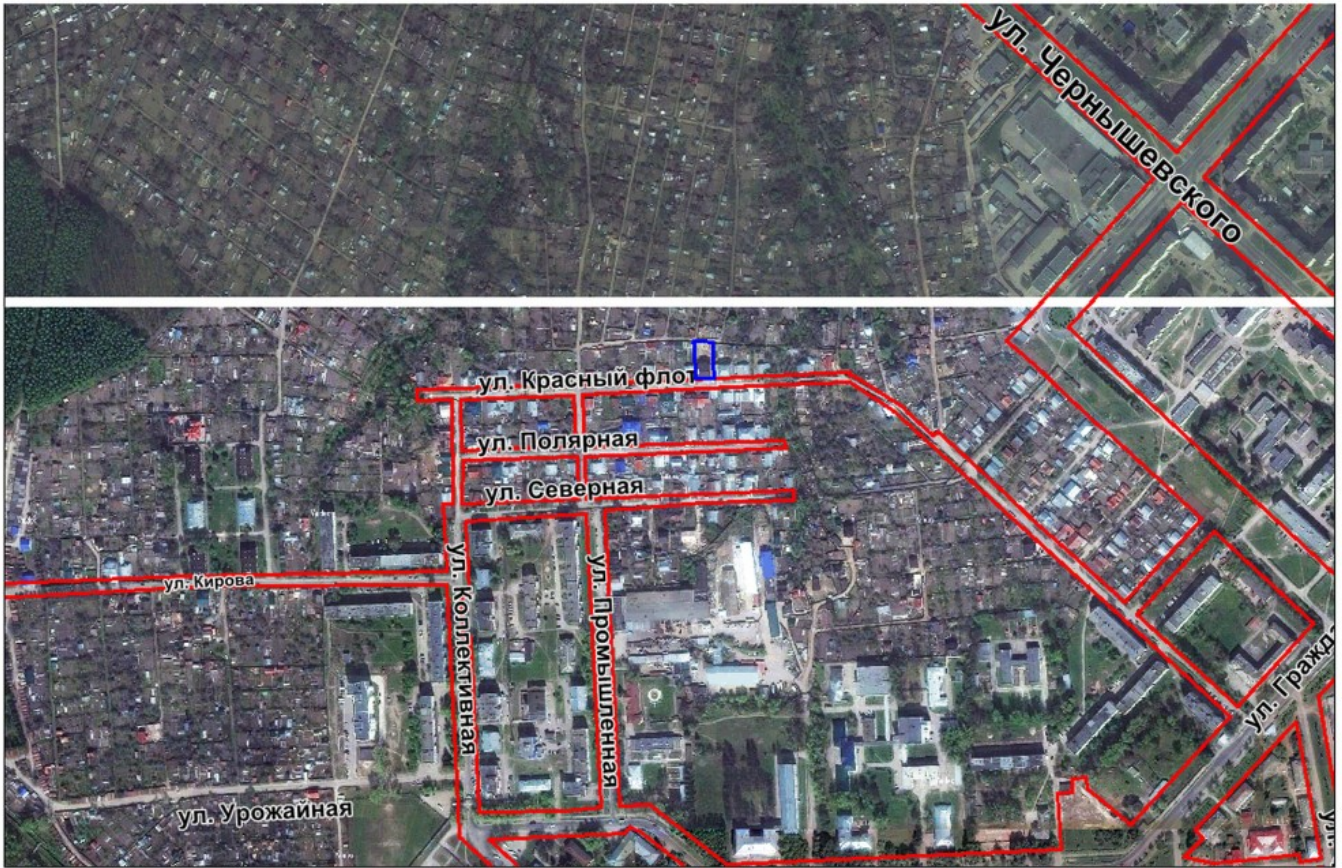 ул. Чернышевского
ул. Красный флот
ул. Полярная
ул. Северная
ул. Кирова
ул. Коллективная
ул. Промышленная
ул. Гражд
ул. Урожайная
ул.